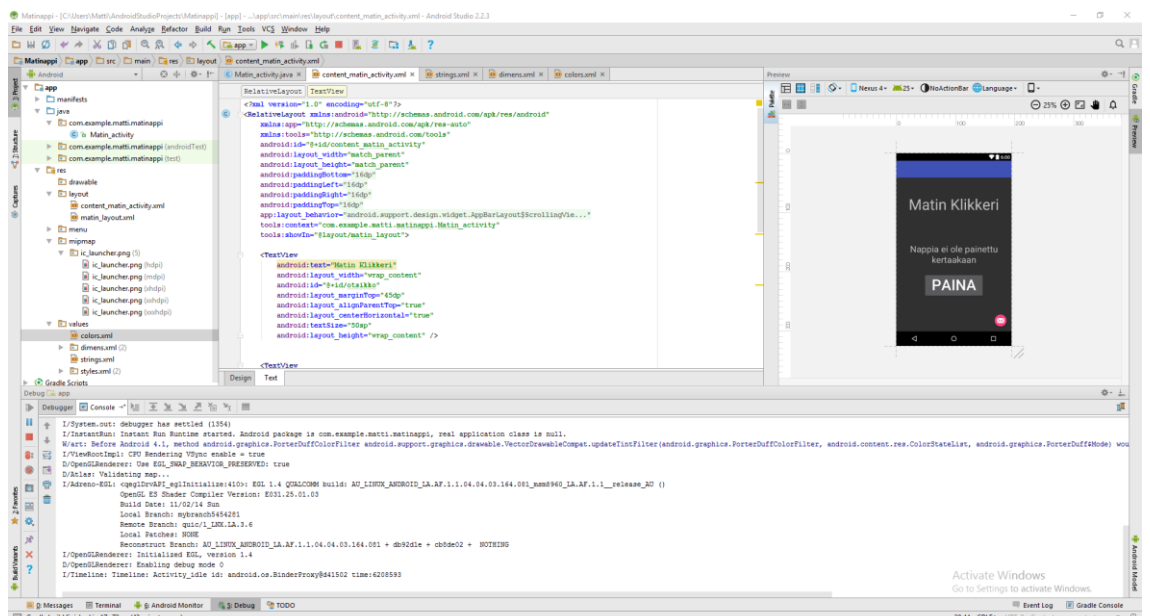 Matinappi - [C:\Users\Matti\AndroidStudioProjects\Matinappi] - [app] - ...\app\src\main\res\layout\content_matin_activity.xml - Android Studio 2.2.3
File Edit View Navigate Code Analyze Refactor Build Run Tools VCS Window Help
app
Matinappi app src main res layout content_matin_activity.xml
Android
Matin_activity.java content_matin_activity.xml strings.xml dimens.xml colors.xml
Preview
1: Project
7: Structure
Captures
2: Favorites
Build Variants
Gradle
Preview
Android Model
app
manifests
java
com.example.matti.matinappi
Matin_activity
com.example.matti.matinappi (androidTest)
com.example.matti.matinappi (test)
res
drawable
layout
content_matin_activity.xml
matin_layout.xml
menu
mipmap
ic_launcher.png (5)
ic_launcher.png (hdpi)
ic_launcher.png (mdpi)
ic_launcher.png (xhdpi)
ic_launcher.png (xxhdpi)
ic_launcher.png (xxxhdpi)
values
colors.xml
dimens.xml (2)
strings.xml
styles.xml (2)
Gradle Scripts
RelativeLayout TextView
<?xml version="1.0" encoding="utf-8"?>
<RelativeLayout xmlns:android="http://schemas.android.com/apk/res/android"
xmlns:app="http://schemas.android.com/apk/res-auto"
xmlns:tools="http://schemas.android.com/tools"
android:id="@+id/content_matin_activity"
android:layout_width="match_parent"
android:layout_height="match_parent"
android:paddingBottom="16dp"
android:paddingLeft="16dp"
android:paddingRight="16dp"
android:paddingTop="16dp"
app:layout_behavior="android.support.design.widget.AppBarLayout$ScrollingVie..."
tools:context="com.example.matti.matinappi.Matin_activity"
tools:showIn="@layout/matin_layout">
<TextView
android:text="Matin Klikkeri"
android:layout_width="wrap_content"
android:id="@+id/otsikko"
android:layout_marginTop="45dp"
android:layout_alignParentTop="true"
android:layout_centerHorizontal="true"
android:textSize="30sp"
android:layout_height="wrap_content" />
<TextView
Design Text
Palette
Nexus 4 25 NoActionBar Language
25%
0 100 200 300
6:00
Matin Klikkeri
Nappia ei ole painettu
kertaakaan
PAINA
Debug app
Debugger Console
I/System.out: debugger has settled (1354)
I/InstantRun: Instant Run Runtime started. Android package is com.example.matti.matinappi, real application class is null.
W/art: Before Android 4.1, method android.graphics.PorterDuffColorFilter android.support.graphics.drawable.VectorDrawableCompat.updateTintFilter(android.graphics.PorterDuffColorFilter, android.content.res.ColorStateList, android.graphics.PorterDuff$Mode) wou
I/ViewRootImpl: CPU Rendering VSync enable = true
D/OpenGLRenderer: Use EGL_SWAP_BEHAVIOR_PRESERVED: true
D/Atlas: Validating map...
I/Adreno-EGL: <qeglDrvAPI_eglInitialize:410>: EGL 1.4 QUALCOMM build: AU_LINUX_ANDROID_LA.AF.1.1.04.04.03.164.081_msm8960_LA.AF.1.1__release_AU ()
OpenGL ES Shader Compiler Version: E031.25.01.03
Build Date: 11/02/14 Sun
Local Branch: mybranch5454281
Remote Branch: quic/l_LNX.LA.3.6
Local Patches: NONE
Reconstruct Branch: AU_LINUX_ANDROID_LA.AF.1.1.04.04.03.164.081 + db92d1e + cb8de02 + NOTHING
I/OpenGLRenderer: Initialized EGL, version 1.4
D/OpenGLRenderer: Enabling debug mode 0
I/Timeline: Timeline: Activity_idle id: android.os.BinderProxy@d41502 time:6208593
Activate Windows
Go to Settings to activate Windows.
0: Messages Terminal 6: Android Monitor 5: Debug TODO
Event Log Gradle Console